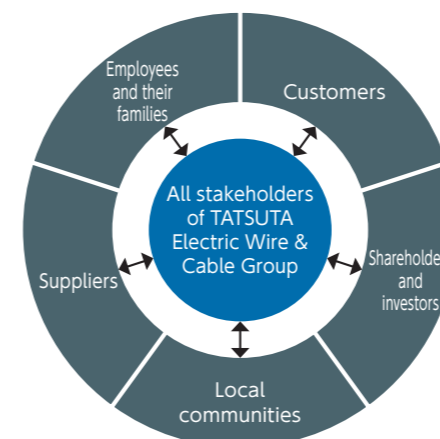 Employees
and their
families
Customers
All stakeholders
of TATSUTA
Electric Wire &
Cable Group
Suppliers
Shareholde
and
investors
Local
communities